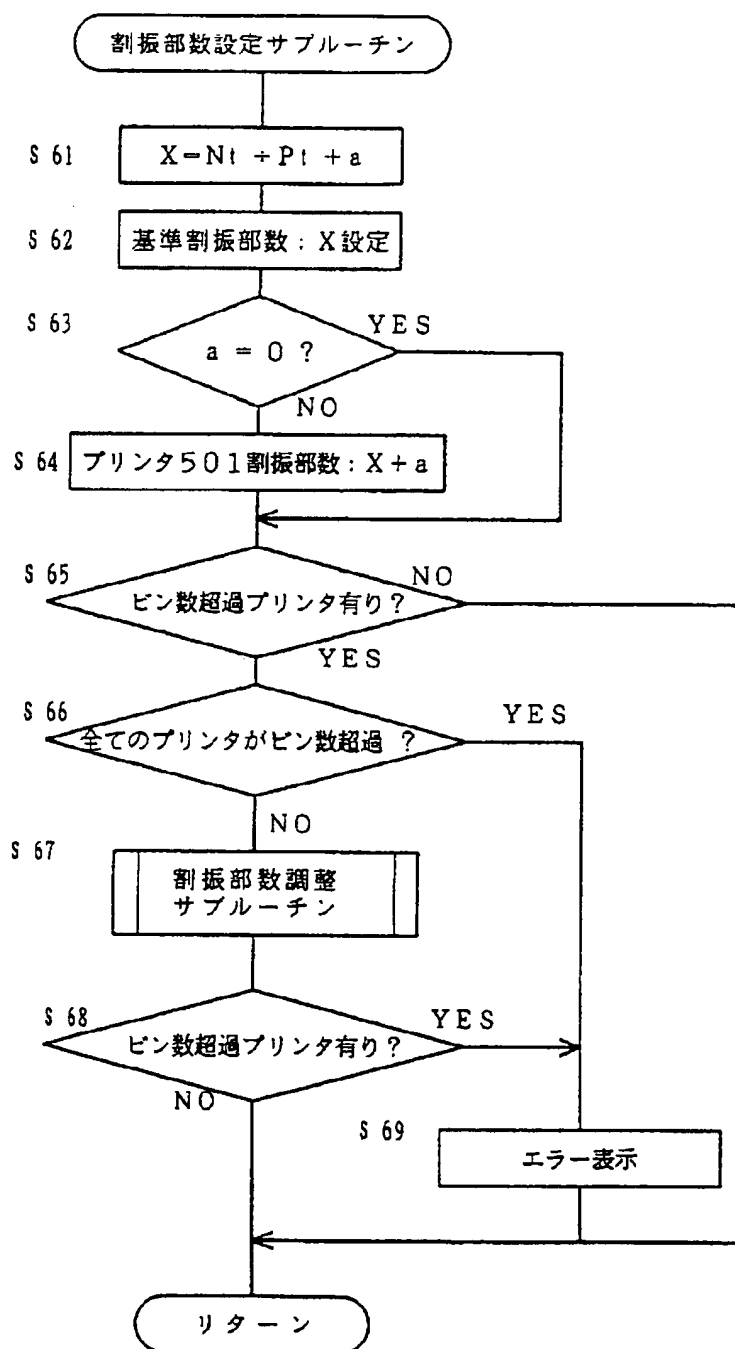 割振部数設定サブルーチン
S 61
X=Nt ÷Pt +a
S 62
基準割振部数:X設定
S 63
YES
a = 0 ?
NO
S 64
プリンタ501割振部数:X+a
S 65
NO
ビン数超過プリンタ有り?
YES
S 66
YES
全てのプリンタがビン数超過 ?
NO
S 67
割振部数調整
サブルーチン
S 68
YES
ビン数超過プリンタ有り?
NO
S 69
エラー表示
リターン